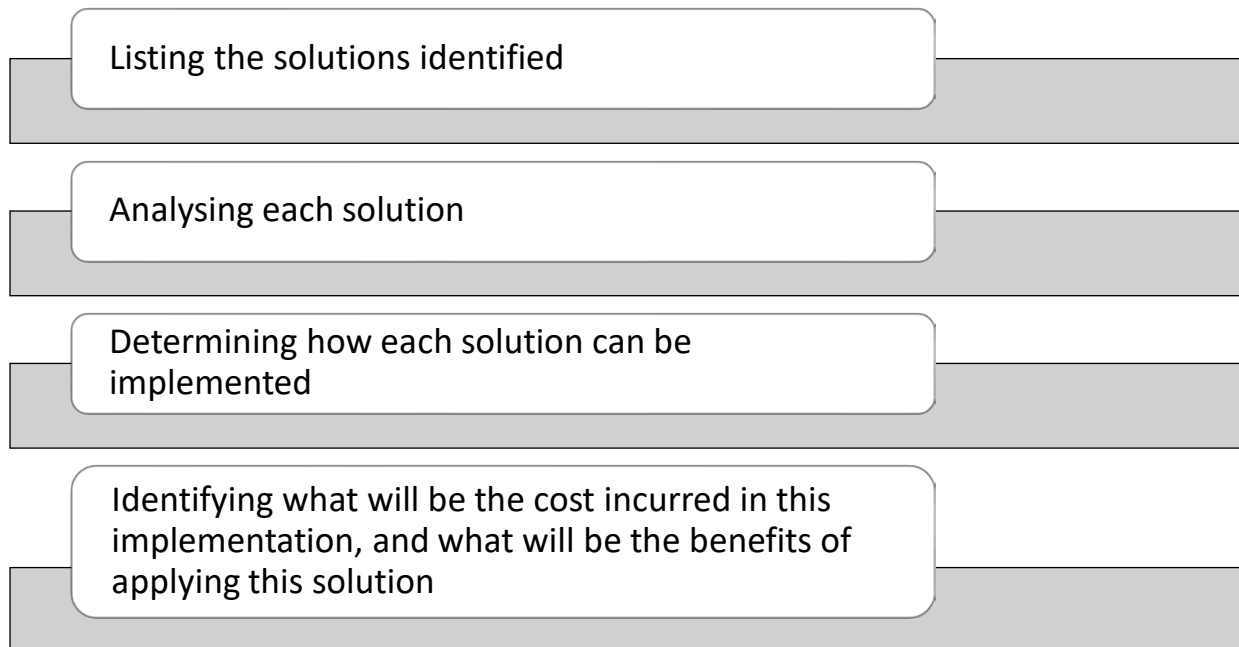 Listing the solutions identified
Analysing each solution
Determining how each solution can be
implemented
Identifying what will be the cost incurred in this
implementation, and what will be the benefits of
applying this solution